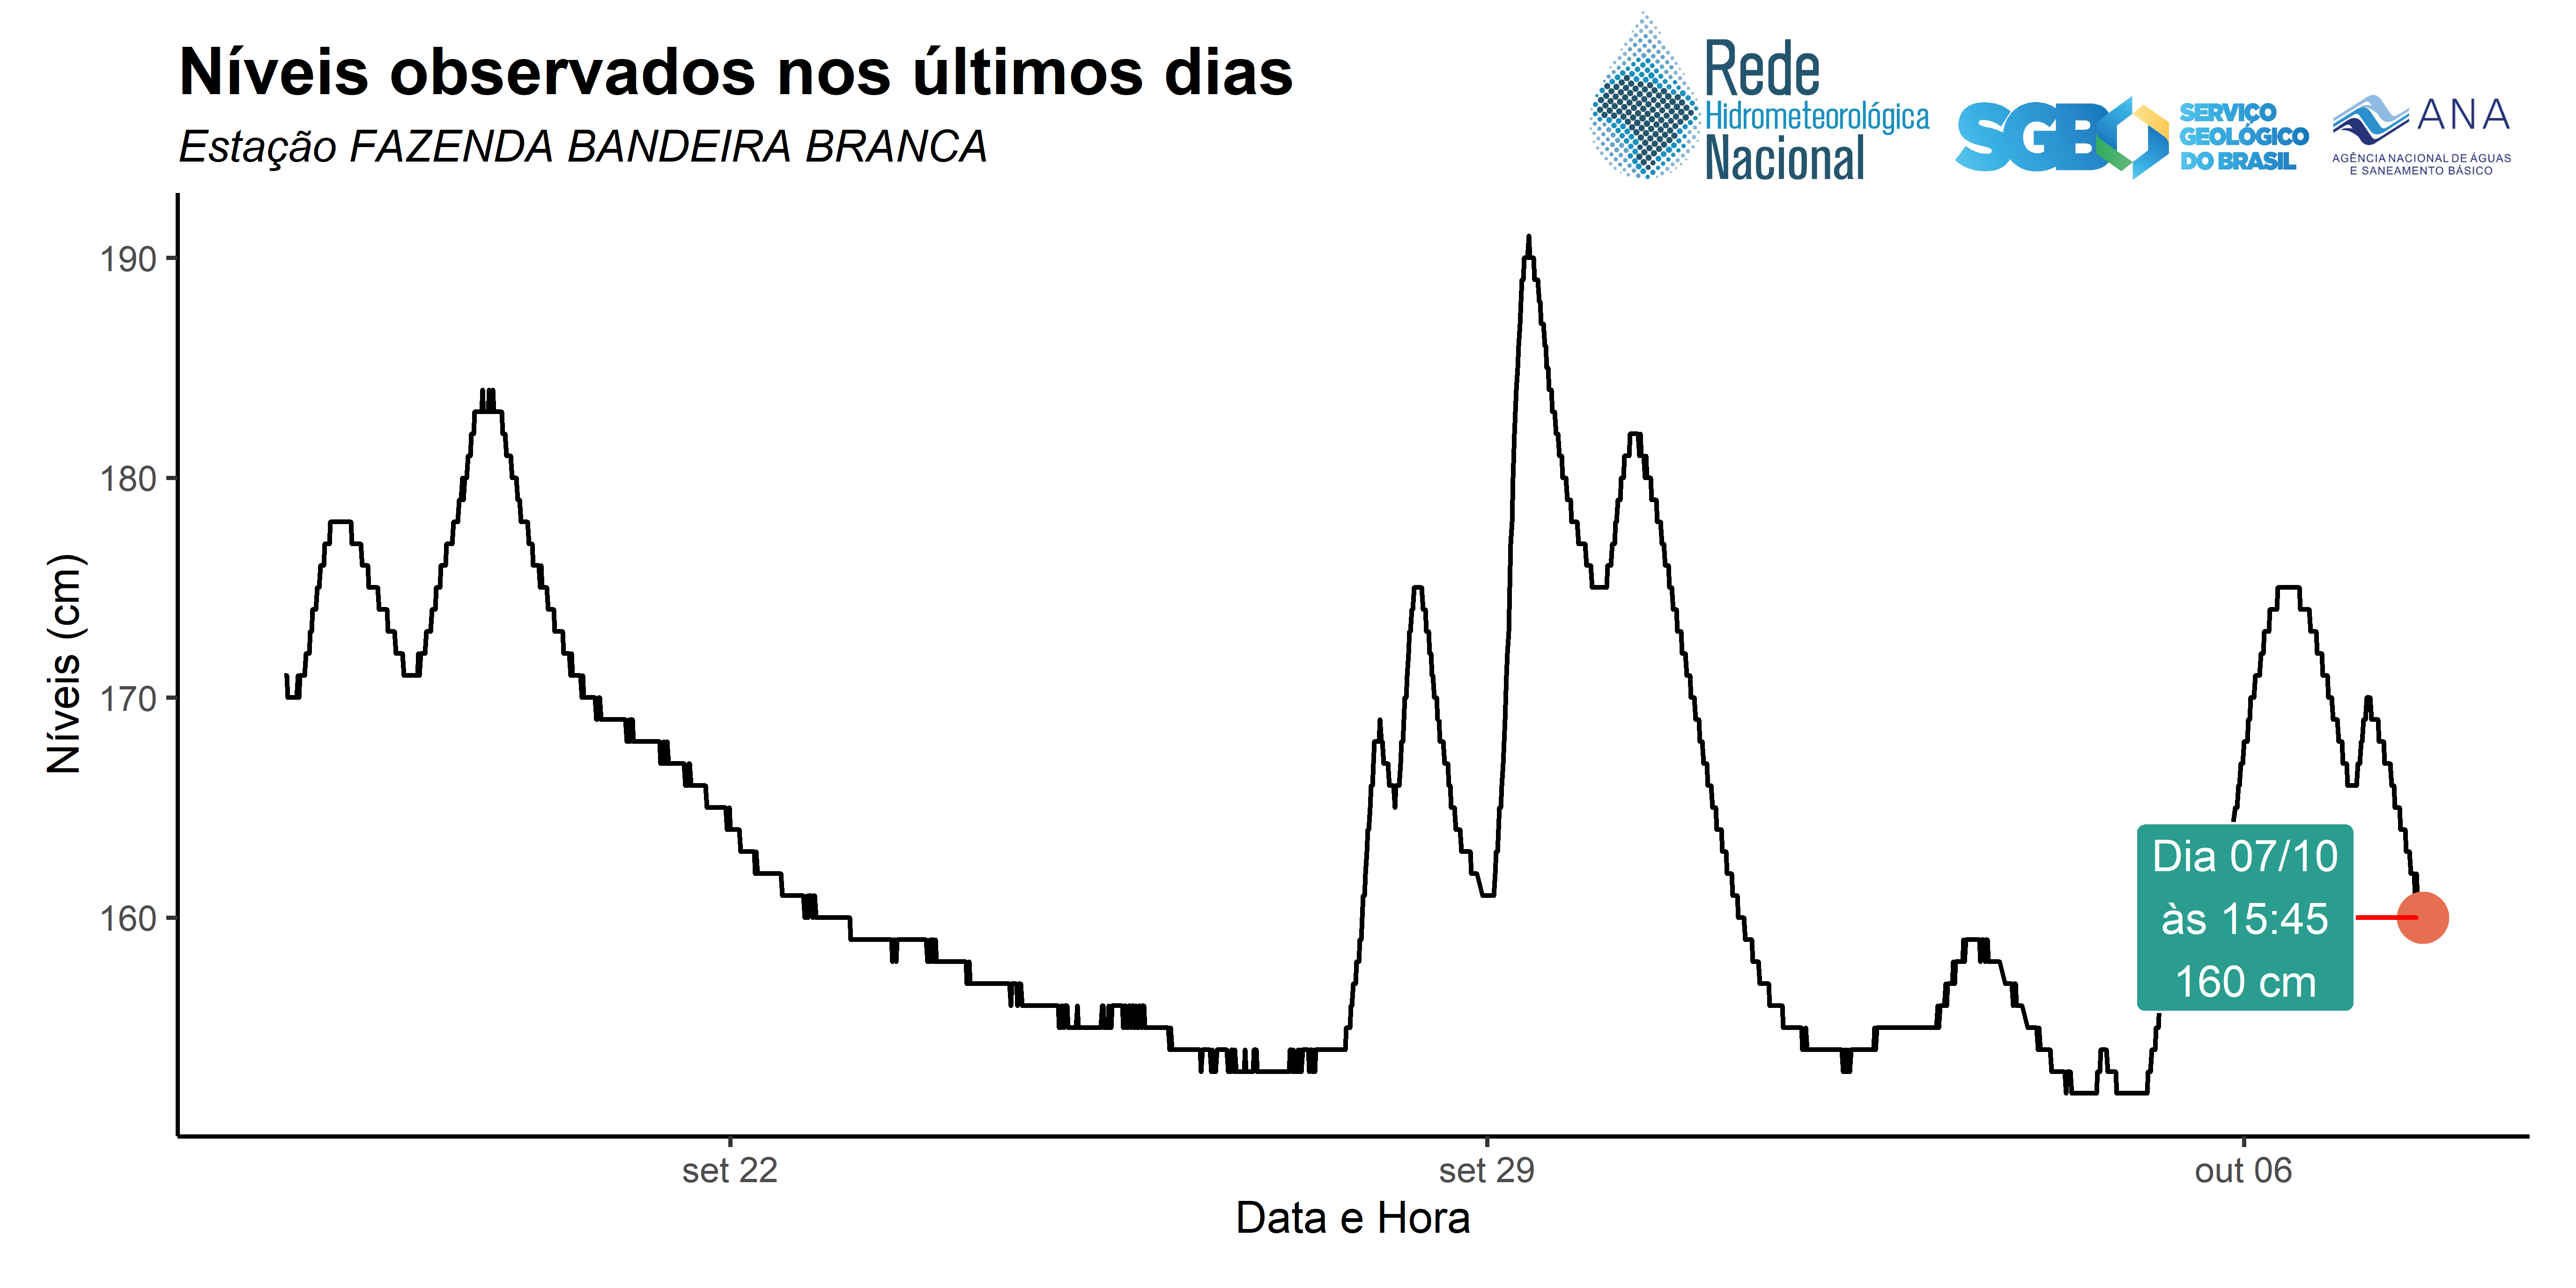 Níveis observados nos últimos dias
Estação FAZENDA BANDEIRA BRANCA
Rede
Hidrometeorológica
Nacional
SGB
SERVIÇO
GEOLÓGICO
DO BRASIL
ANA
AGÊNCIA NACIONAL DE ÁGUAS
E SANEAMENTO BÁSICO
Níveis (cm)
190
180
170
160
Dia 07/10
às 15:45
160 cm
set 22
set 29
out 06
Data e Hora